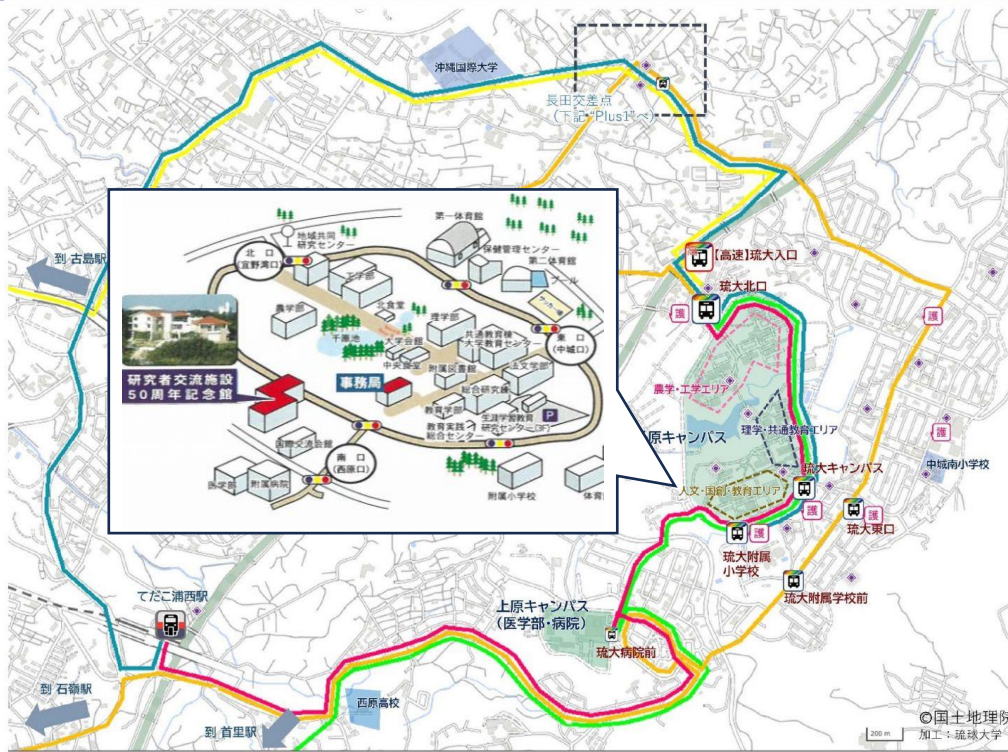 沖縄国際大学
長田交差点
(下記“Plus1”へ)
到 古島駅
【高速】琉大入口
琉大北口
護
農学・工学エリア
理学・共通教育エリア
原キャンパス
人文・国創・教育エリア
琉大キャンパス
護
護
護
中城南小学校
護
琉大東口
護
琉大附属
小学校
琉大附属学校前
てだこ浦西駅
上原キャンパス
(医学部・病院)
琉大病院前
到 石嶺駅
到 首里駅
西原高校
200 m
©国土地理院
加工:琉球大学
北 口
(宜野湾口)
地域共同
研究センター
工学部
農学部
北食堂
千原池
大学会館
中央食堂
理学部
第一体育館
保健管理センター
第二体育館
プール
サッカー場
共通教育棟
大学教育センター
東 口
(中城口)
附属図書館
法文学部
総合研究棟
事務局
教育学部
教育実践
総合センター
生涯学習教育
研究センター(3F)
P
研究者交流施設
50周年記念館
国際交流会館
南 口
(西原口)
医学部
附属病院
附属小学校
体育